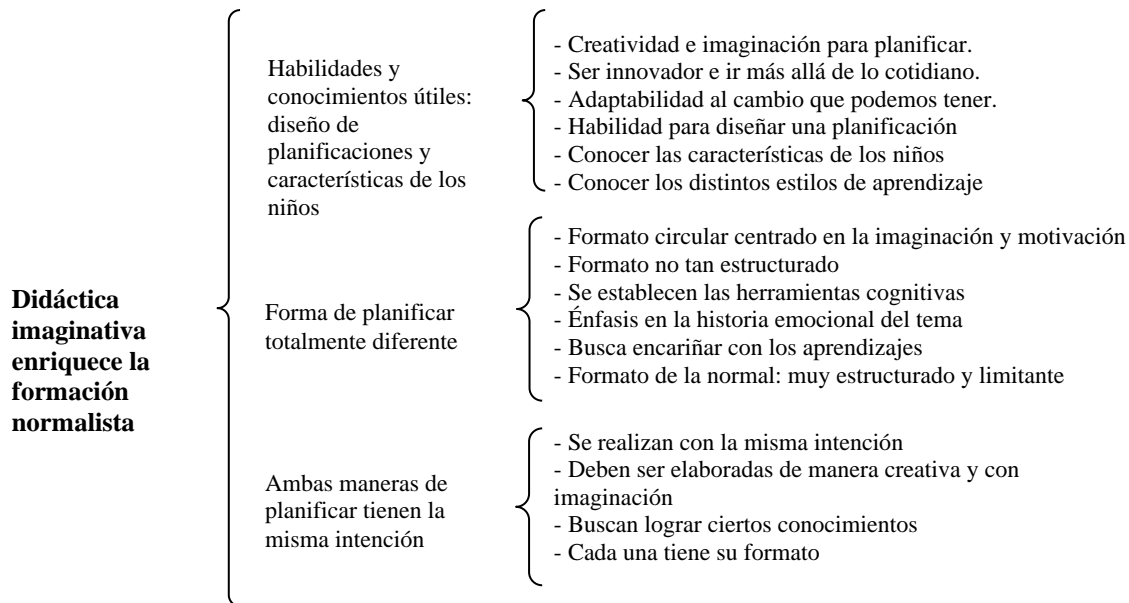 Didáctica
imaginativa
enriquece la
formación
normalista
Habilidades y
conocimientos útiles:
diseño de
planificaciones y
características de los
niños
- Creatividad e imaginación para planificar.
- Ser innovador e ir más allá de lo cotidiano.
- Adaptabilidad al cambio que podemos tener.
- Habilidad para diseñar una planificación
- Conocer las características de los niños
- Conocer los distintos estilos de aprendizaje
Forma de planificar
totalmente diferente
- Formato circular centrado en la imaginación y motivación
- Formato no tan estructurado
- Se establecen las herramientas cognitivas
- Énfasis en la historia emocional del tema
- Busca encariñar con los aprendizajes
- Formato de la normal: muy estructurado y limitante
Ambas maneras de
planificar tienen la
misma intención
- Se realizan con la misma intención
- Deben ser elaboradas de manera creativa y con
imaginación
- Buscan lograr ciertos conocimientos
- Cada una tiene su formato